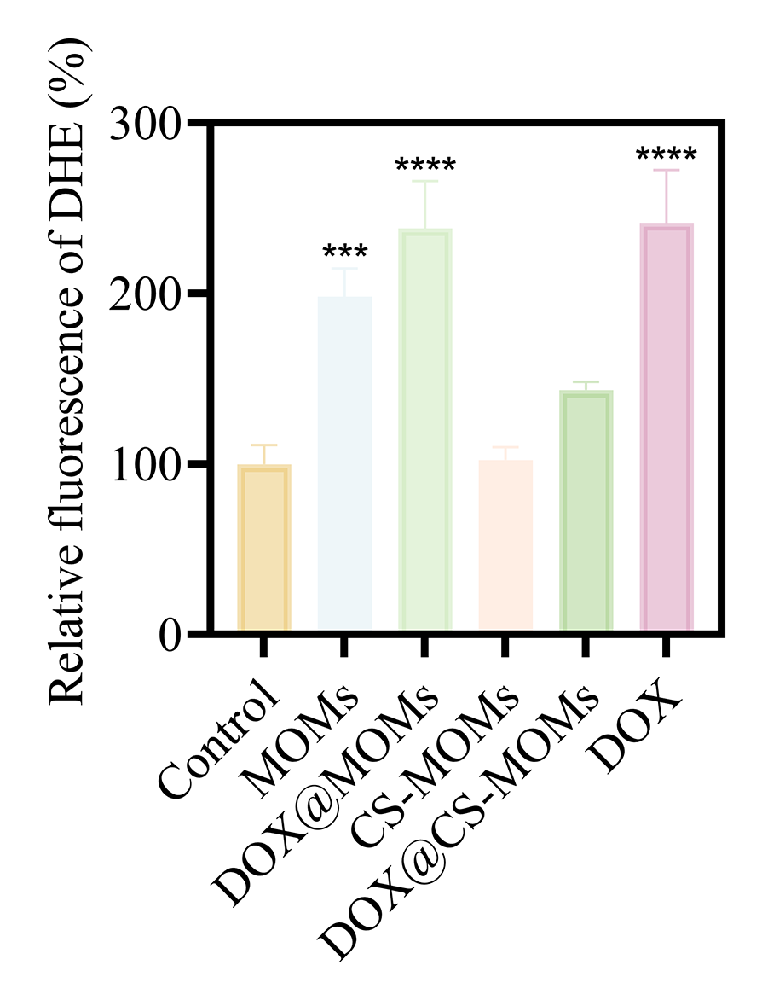 Relative fluorescence of DHE (%)
300
200
100
0
***
****
****
Control
MOMs
DOX@MOMs
CS-MOMs
DOX@CS-MOMs
DOX